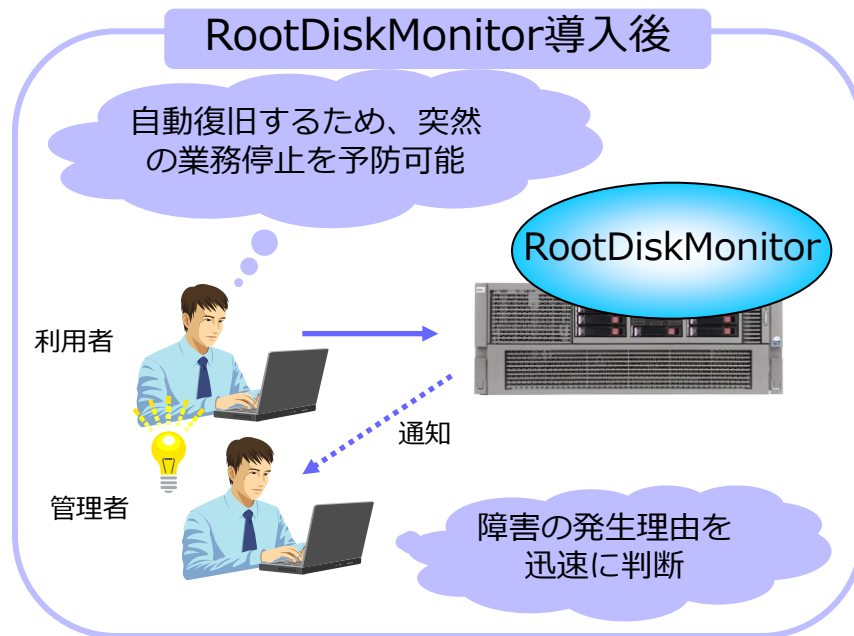 RootDiskMonitor導入後
自動復旧するため、突然
の業務停止を予防可能
RootDiskMonitor
利用者
通知
管理者
障害の発生理由を
迅速に判断